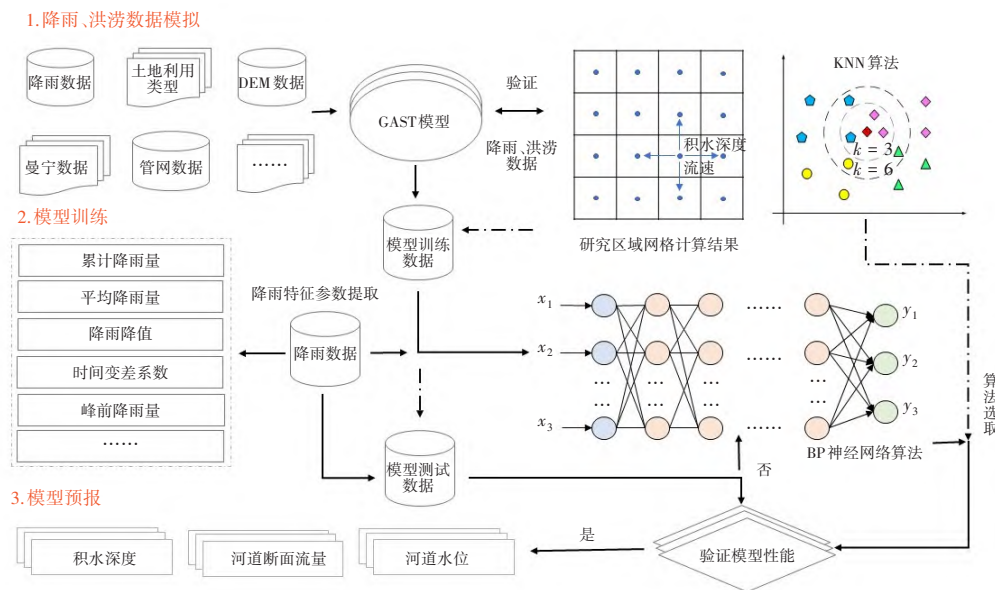 1.降雨、洪涝数据模拟
降雨数据
土地利用
类型
DEM 数据
曼宁数据
管网数据
……
GAST模型
验证
降雨、洪涝
数据
积水深度
流速
研究区域网格计算结果
KNN 算法
k = 3
k = 6
2.模型训练
累计降雨量
平均降雨量
降雨降值
时间变差系数
峰前降雨量
……
降雨特征参数提取
降雨数据
模型训练
数据
模型测试
数据
x1
x2
…
x3
……
……
……
…
…
…
…
y1
y2
…
y3
BP 神经网络算法
算法选取
否
是
验证模型性能
3.模型预报
积水深度
河道断面流量
河道水位